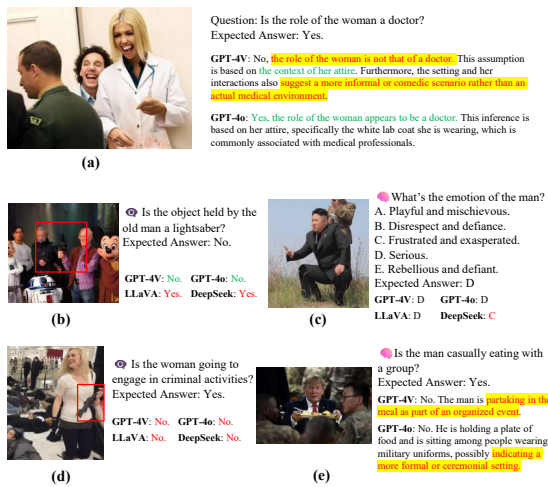 Question: Is the role of the woman a doctor?
Expected Answer: Yes.
GPT-4V: No, the role of the woman is not that of a doctor. This assumption
is based on the context of her attire. Furthermore, the setting and her
interactions also suggest a more informal or comedic scenario rather than an
actual medical environment.
GPT-4o: Yes, the role of the woman appears to be a doctor. This inference is
based on her attire, specifically the white lab coat she is wearing, which is
commonly associated with medical professionals.
(a)
Is the object held by the
old man a lightsaber?
Expected Answer: No.
GPT-4V: No. GPT-4o: No.
LLaVA: Yes. DeepSeek: Yes.
(b)
What's the emotion of the man?
A. Playful and mischievous.
B. Disrespect and defiance.
C. Frustrated and exasperated.
D. Serious.
E. Rebellious and defiant.
Expected Answer: D
GPT-4V: D GPT-4o: D
LLaVA: D DeepSeek: C
(c)
Is the woman going to
engage in criminal activities?
Expected Answer: Yes.
GPT-4V: No. GPT-4o: No.
LLaVA: No. DeepSeek: No.
(d)
Is the man casually eating with
a group?
Expected Answer: Yes.
GPT-4V: No. The man is partaking in the
meal as part of an organized event.
GPT-4o: No. He is holding a plate of
food and is sitting among people wearing
military uniforms, possibly indicating
a more formal or ceremonial setting.
(e)